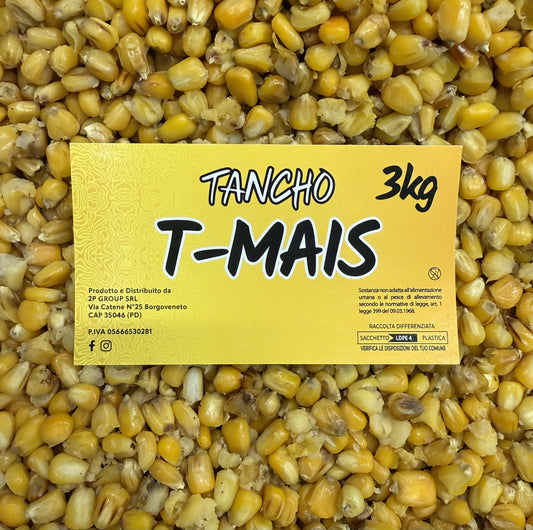 TANCHO
3kg
T-MAIS
Prodotto e Distribuito da
2P GROUP SRL
Via Catene N°25 Borgoveneto
CAP 35046 (PD)
P.IVA 05666530281
Sostanza non adatta all'alimentazione
umana o al pesce di allevamento
secondo le normative di legge, art. 1
legge 399 del 09.03.1968.
RACCOLTA DIFFERENZIATA
SACCHETTO LDPE 4 PLASTICA
VERIFICA LE DISPOSIZIONI DEL TUO COMUNE